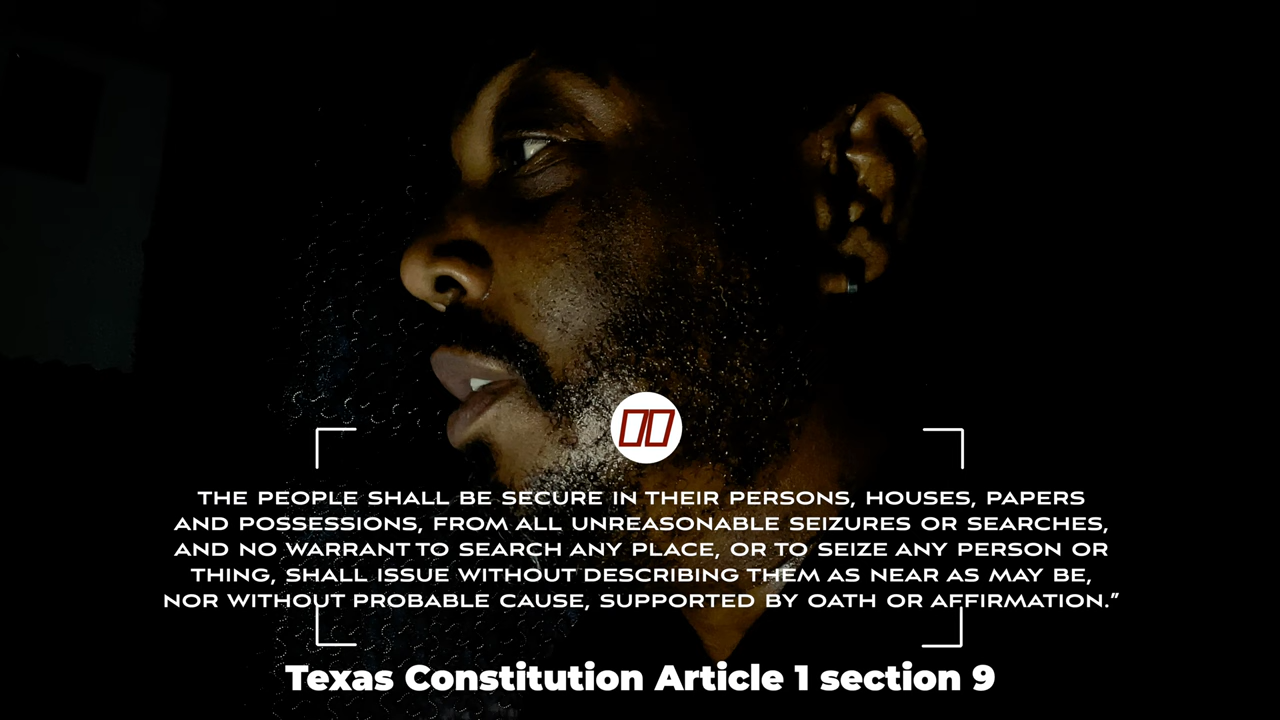 THE PEOPLE SHALL BE SECURE IN THEIR PERSONS, HOUSES, PAPERS
AND POSSESSIONS, FROM ALL UNREASONABLE SEIZURES OR SEARCHES,
AND NO WARRANT TO SEARCH ANY PLACE, OR TO SEIZE ANY PERSON OR
THING, SHALL ISSUE WITHOUT DESCRIBING THEM AS NEAR AS MAY BE,
NOR WITHOUT PROBABLE CAUSE, SUPPORTED BY OATH OR AFFIRMATION.”
Texas Constitution Article 1 section 9